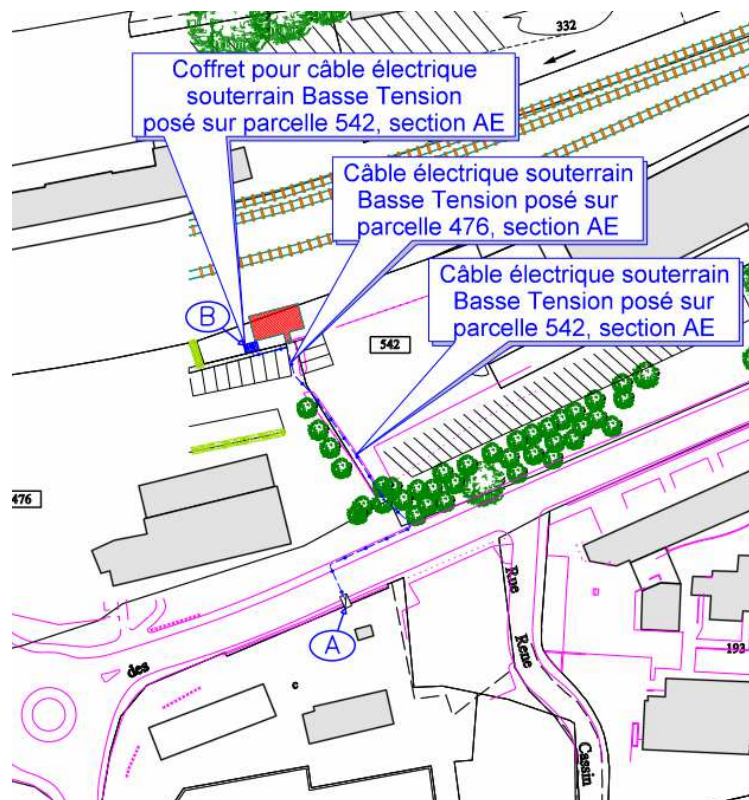 332
Coffret pour câble électrique
souterrain Basse Tension
posé sur parcelle 542, section AE
Câble électrique souterrain
Basse Tension posé sur
parcelle 476, section AE
Câble électrique souterrain
Basse Tension posé sur
parcelle 542, section AE
B
542
476
A
Rue
Rene
Cassin
193
des
c